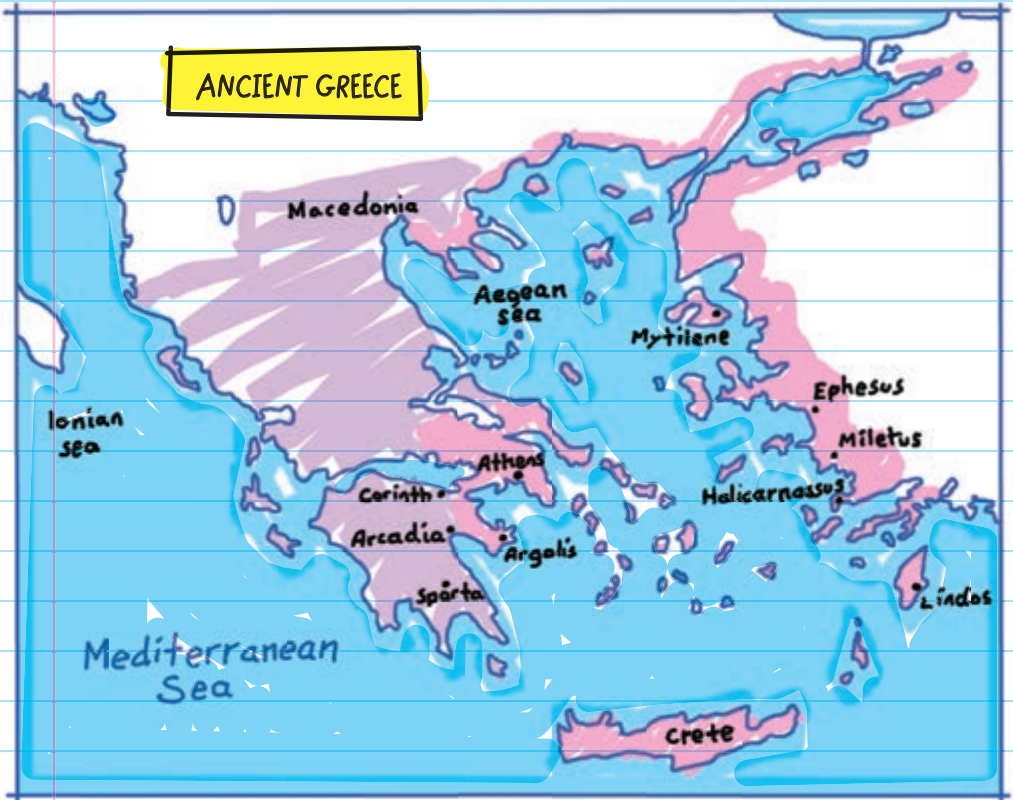 ANCIENT GREECE
Macedonia
Aegean
sea
Mytilene
Ephesus
Ionian
sea
Miletus
Athens
Corinth
Halicarnassus
Arcadia
Argolis
Sparta
Lindos
Mediterranean
Sea
Crete